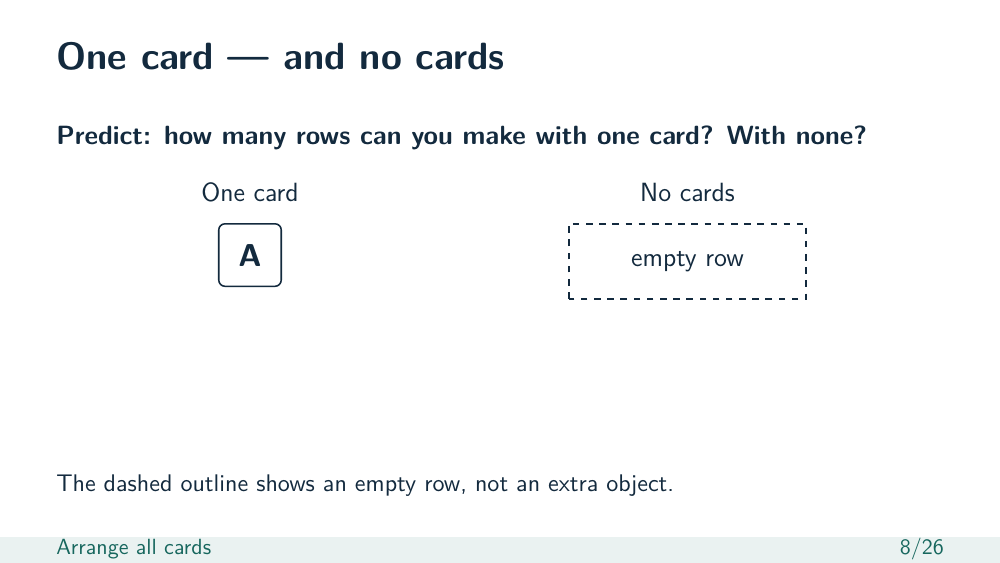 One card — and no cards
Predict: how many rows can you make with one card? With none?
One card
No cards
A
empty row
The dashed outline shows an empty row, not an extra object.
Arrange all cards
8/26